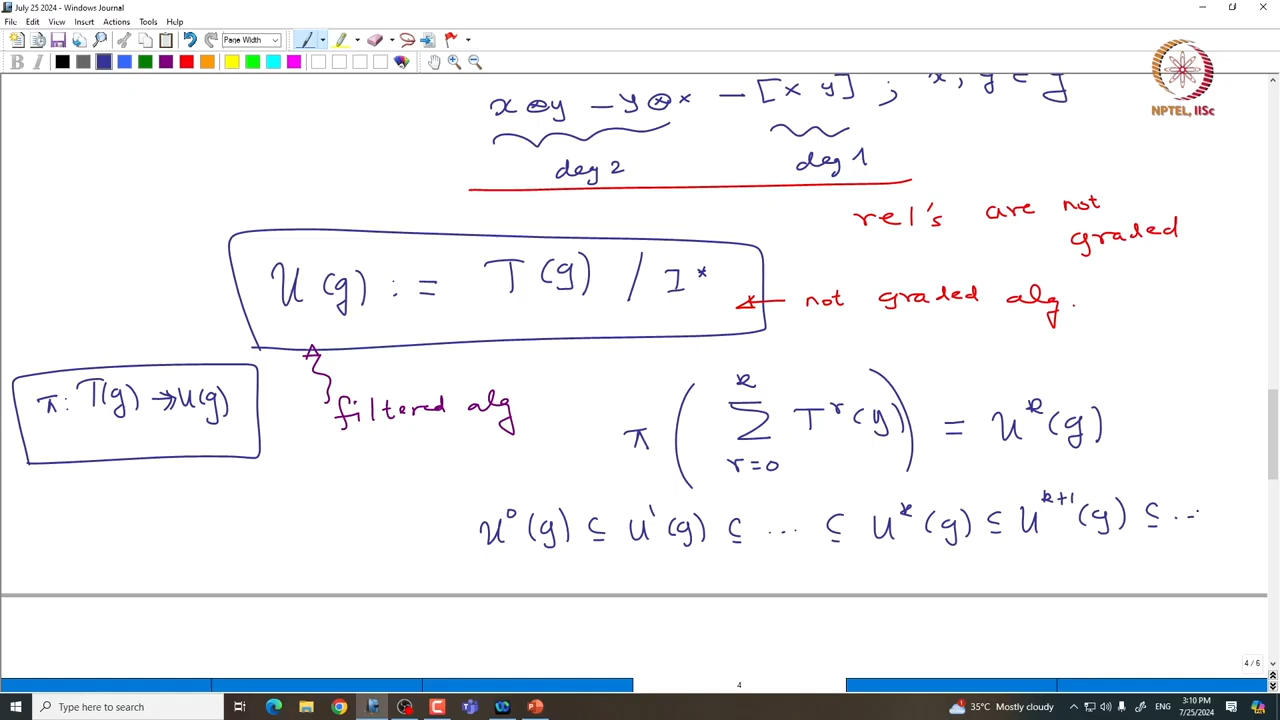 July 25 2024 - Windows Journal
File Edit View Insert Actions Tools Help
Page Width
NPTEL, IISc
x ⊗ y - y ⊗ x - [x y] ; x, y ∈ g
deg 2 deg 1
rel's are not
graded
U(g) := T(g) / I*
← not graded alg.
π: T(g) ↠ U(g)
filtered alg
π ( Σ_{r=0}^{k} T^r(g) ) = U^k(g)
U^0(g) ⊆ U^1(g) ⊆ ... ⊆ U^k(g) ⊆ U^{k+1}(g) ⊆ ...
4 / 6
4
Type here to search
35°C Mostly cloudy
ENG
3:10 PM
7/25/2024